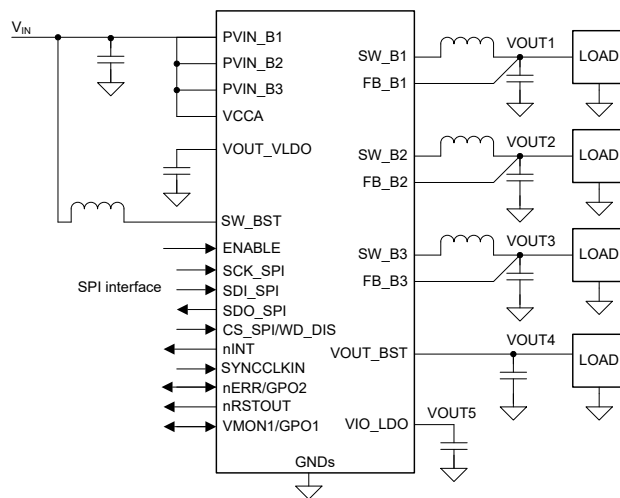 VIN
PVIN_B1
PVIN_B2
PVIN_B3
VCCA
VOUT_VLDO
SW_BST
ENABLE
SCK_SPI
SPI interface
SDI_SPI
SDO_SPI
CS_SPI/WD_DIS
nINT
SYNCCLKIN
nERR/GPO2
nRSTOUT
VMON1/GPO1
GNDs
SW_B1
VOUT1
LOAD
FB_B1
SW_B2
VOUT2
LOAD
FB_B2
SW_B3
VOUT3
LOAD
FB_B3
VOUT_BST
VOUT4
LOAD
VIO_LDO
VOUT5